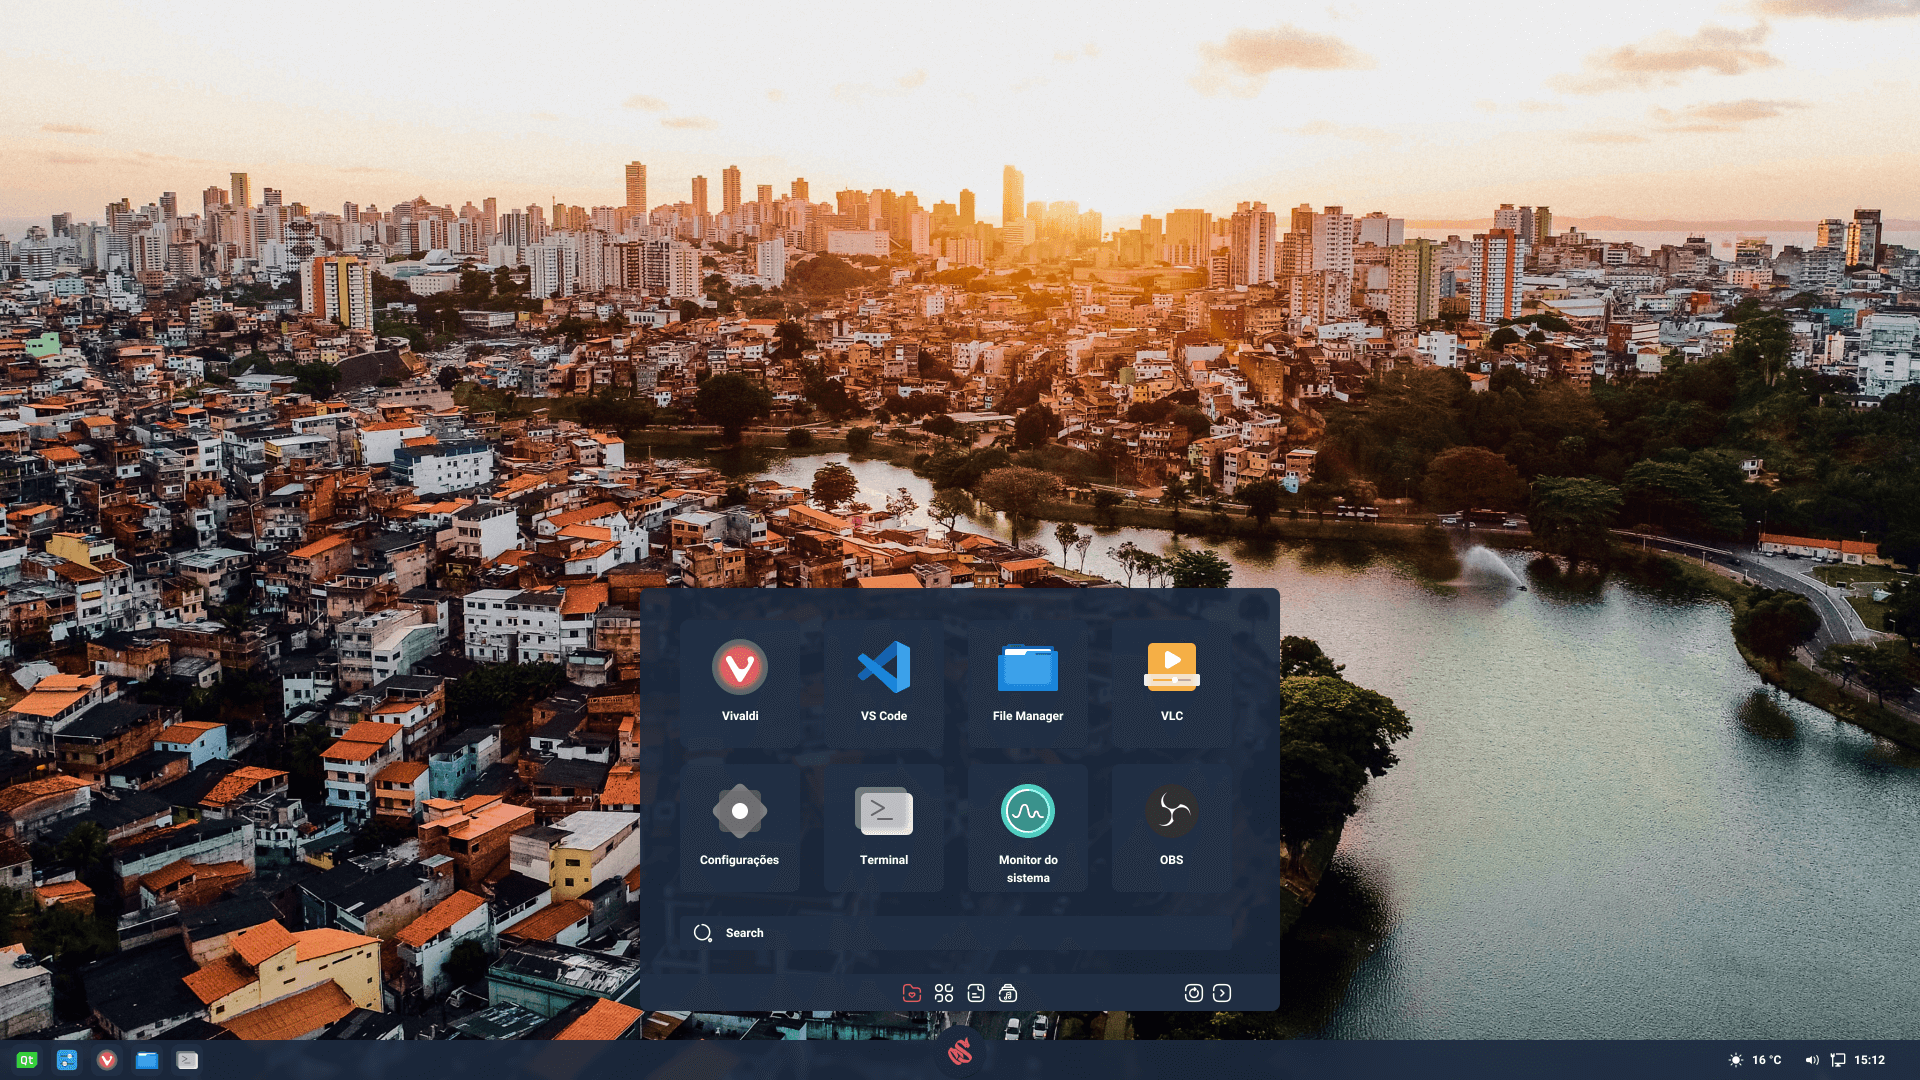 Vivaldi
VS Code
File Manager
VLC
Configurações
Terminal
Monitor do
sistema
OBS
Search
Qt
16 °C
15:12